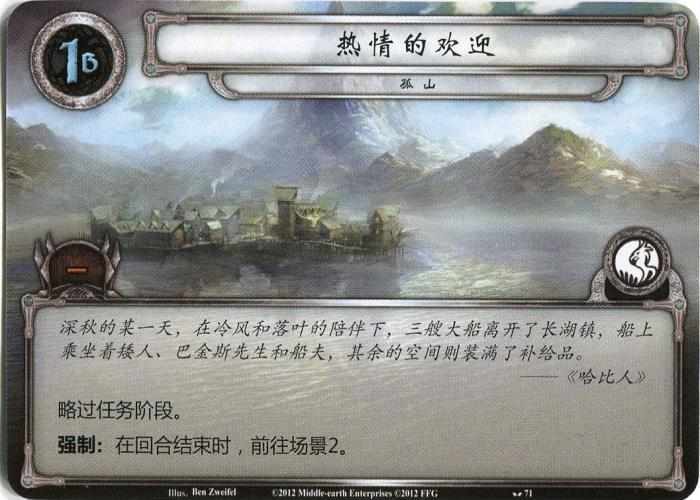 1B
热情的欢迎
孤山
–
深秋的某一天，在冷风和落叶的陪伴下，三艘大船离开了长湖镇，船上
乘坐着矮人、巴金斯先生和船夫，其余的空间则装满了补给品。
——《哈比人》
略过任务阶段。
强制：在回合结束时，前往场景2。
Illus. Ben Zweifel ©2012 Middle-earth Enterprises ©2012 FFG 71